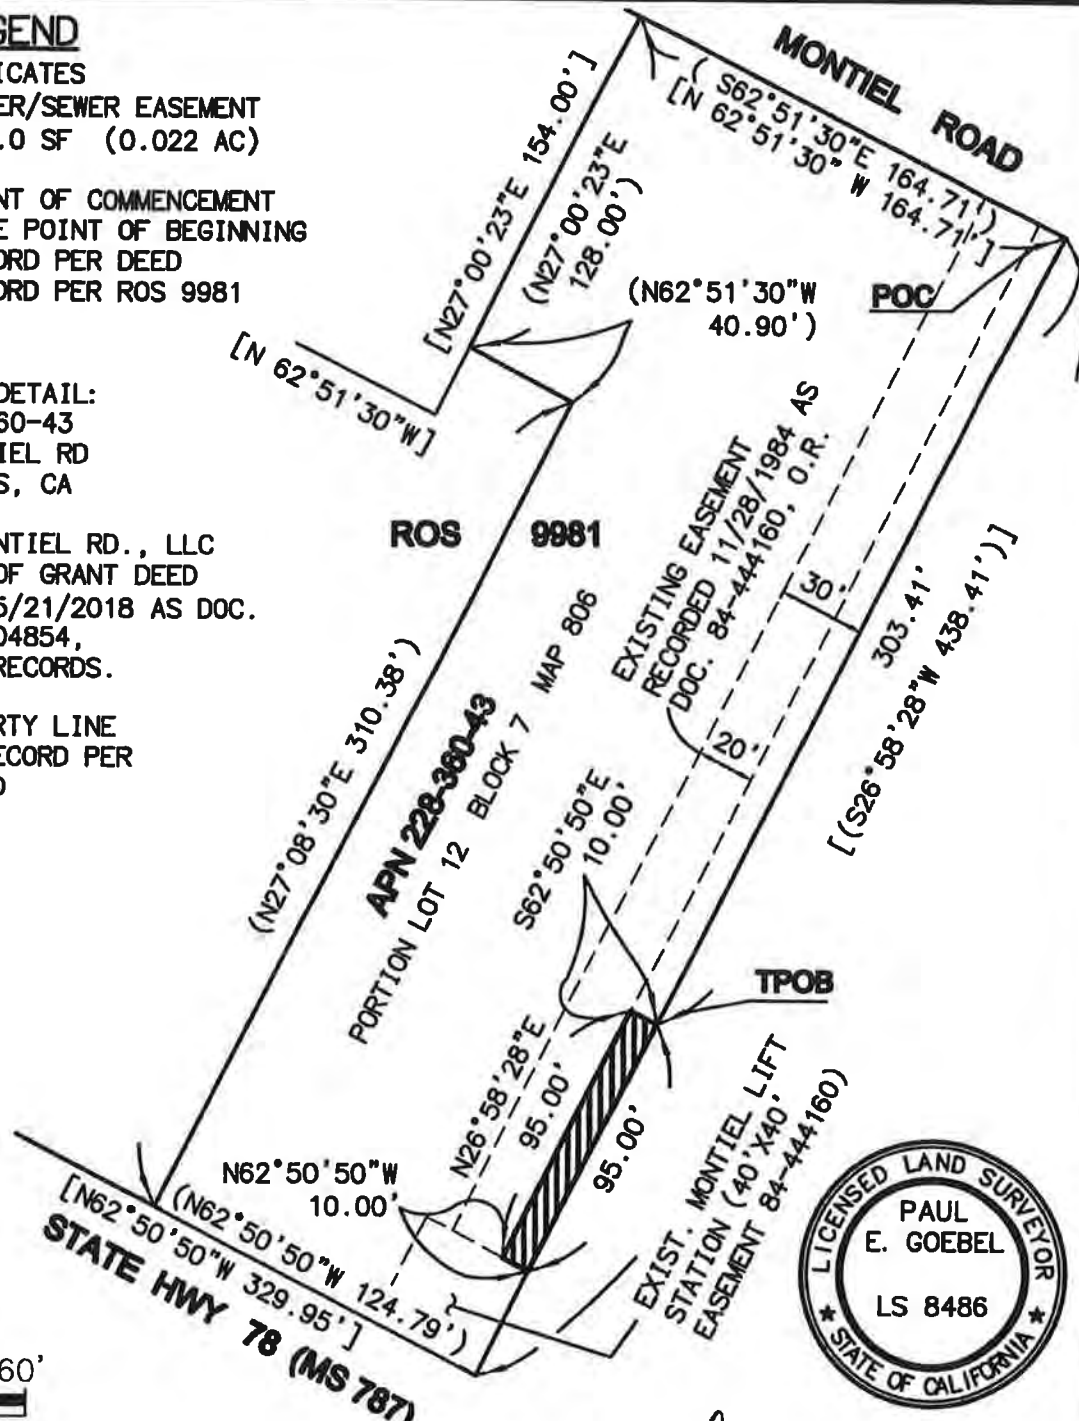 GEND
ICATES
ER/SEWER EASEMENT
.0 SF (0.022 AC)
NT OF COMMENCEMENT
E POINT OF BEGINNING
ORD PER DEED
ORD PER ROS 9981
DETAIL:
60-43
IEL RD
S, CA
NTIEL RD., LLC
OF GRANT DEED
6/21/2018 AS DOC.
04854,
RECORDS.
RTY LINE
ECORD PER
D
60'
MONTIEL ROAD
( S62°51'30"E 164.71')
[N 62°51'30" W 164.71']
[N27°00'23"E 154.00']
(N27°00'23"E
128.00')
(N62°51'30"W
40.90')
POC
[N 62°51'30"W]
ROS 9981
EXISTING EASEMENT
RECORDED 11/28/1984 AS
DOC. 84-444160, O.R.
30'
20'
303.41'
[(S26°58'28"W 438.41')]
(N27°08'30"E 310.38')
APN 228-360-43
PORTION LOT 12 BLOCK 7 MAP 806
S62°50'50"E
10.00'
TPOB
N26°58'28"E
95.00'
95.00'
N62°50'50"W
10.00'
EXIST. MONTIEL LIFT
STATION (40'X40'
EASEMENT 84-444160)
(N62°50'50"W 124.79')
[N62°50'50"W 329.95']
STATE HWY 78 (MS 787)
LICENSED LAND SURVEYOR
PAUL
E. GOEBEL
LS 8486
STATE OF CALIFORNIA